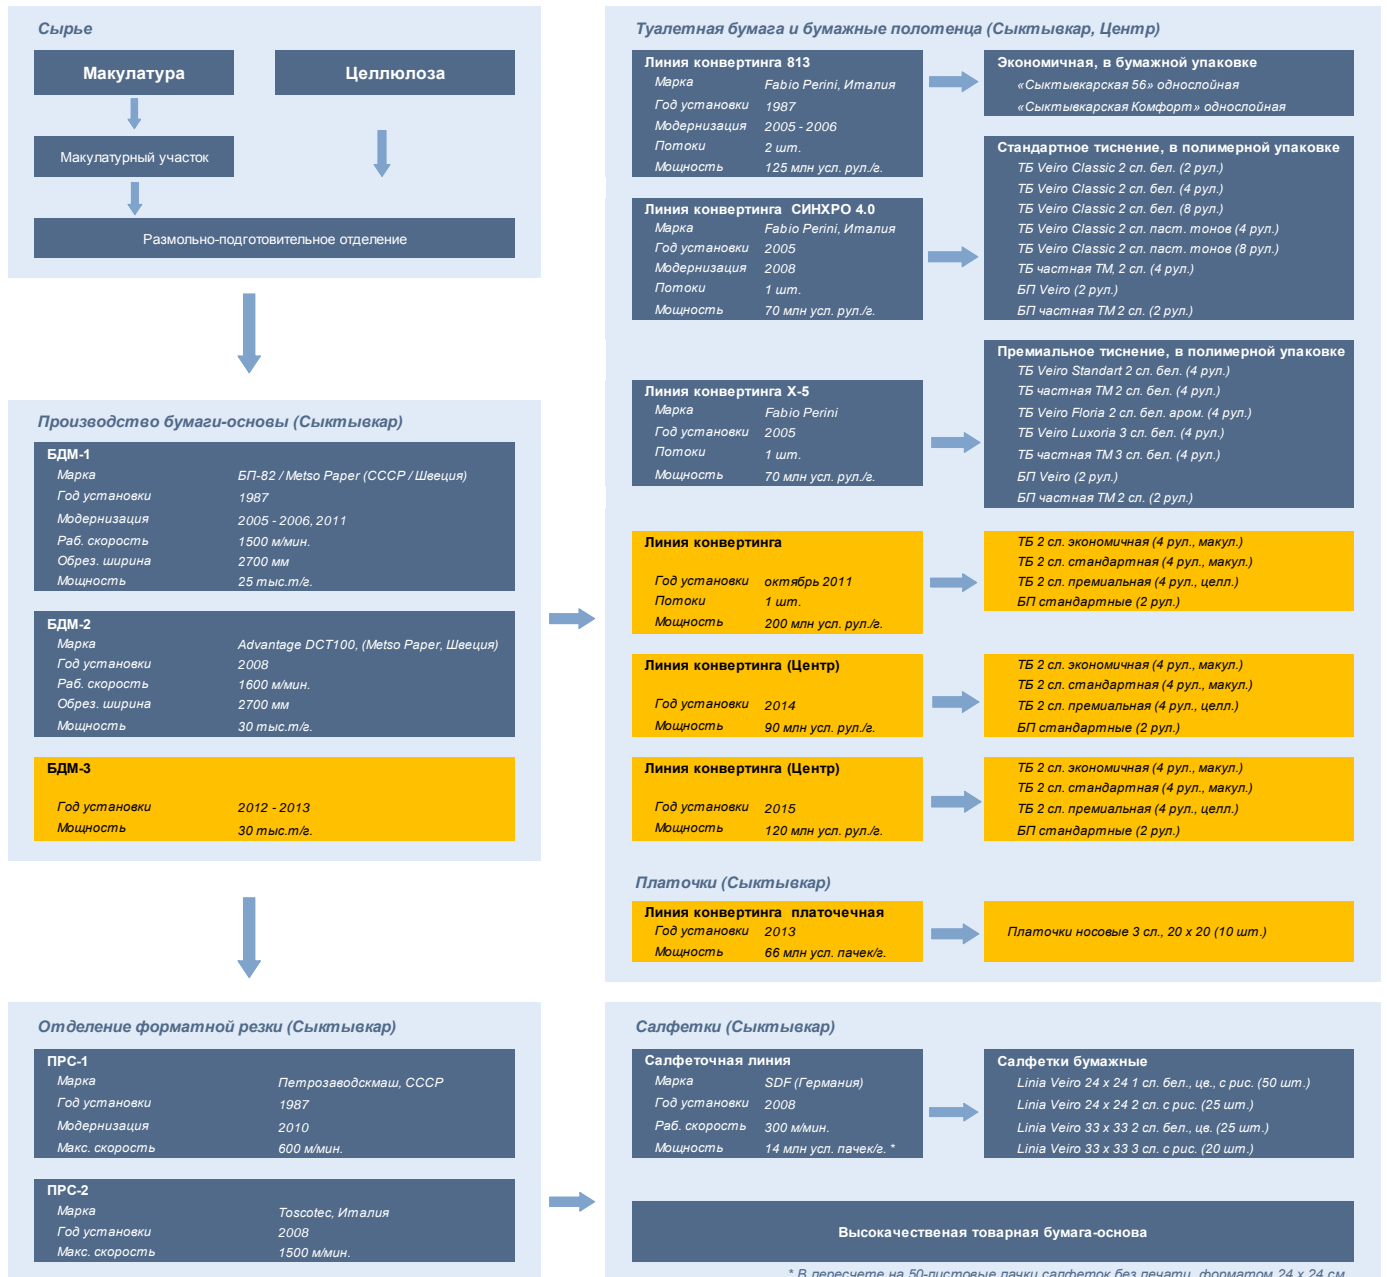 Сырье
Макулатура
Целлюлоза
Макулатурный участок
Размольно-подготовительное отделение
Производство бумаги-основы (Сыктывкар)
БДМ-1
Марка БП-82 / Metso Paper (СССР / Швеция)
Год установки 1987
Модернизация 2005 - 2006, 2011
Раб. скорость 1500 м/мин.
Обрез. ширина 2700 мм
Мощность 25 тыс.т/г.
БДМ-2
Марка Advantage DCT100, (Metso Paper, Швеция)
Год установки 2008
Раб. скорость 1600 м/мин.
Обрез. ширина 2700 мм
Мощность 30 тыс.т/г.
БДМ-3
Год установки 2012 - 2013
Мощность 30 тыс.т/г.
Отделение форматной резки (Сыктывкар)
ПРС-1
Марка Петрозаводскмаш, СССР
Год установки 1987
Модернизация 2010
Макс. скорость 600 м/мин.
ПРС-2
Марка Toscotec, Италия
Год установки 2008
Макс. скорость 1500 м/мин.
Туалетная бумага и бумажные полотенца (Сыктывкар, Центр)
Линия конвертинга 813
Марка Fabio Perini, Италия
Год установки 1987
Модернизация 2005 - 2006
Потоки 2 шт.
Мощность 125 млн усл. рул./г.
Экономичная, в бумажной упаковке
«Сыктывкарская 56» однослойная
«Сыктывкарская Комфорт» однослойная
Линия конвертинга СИНХРО 4.0
Марка Fabio Perini, Италия
Год установки 2005
Модернизация 2008
Потоки 1 шт.
Мощность 70 млн усл. рул./г.
Стандартное тиснение, в полимерной упаковке
ТБ Veiro Classic 2 сл. бел. (2 рул.)
ТБ Veiro Classic 2 сл. бел. (4 рул.)
ТБ Veiro Classic 2 сл. бел. (8 рул.)
ТБ Veiro Classic 2 сл. паст. тонов (4 рул.)
ТБ Veiro Classic 2 сл. паст. тонов (8 рул.)
ТБ частная ТМ, 2 сл. (4 рул.)
БП Veiro (2 рул.)
БП частная ТМ 2 сл. (2 рул.)
Линия конвертинга Х-5
Марка Fabio Perini
Год установки 2005
Потоки 1 шт.
Мощность 70 млн усл. рул./г.
Премиальное тиснение, в полимерной упаковке
ТБ Veiro Standart 2 сл. бел. (4 рул.)
ТБ частная ТМ 2 сл. бел. (4 рул.)
ТБ Veiro Floria 2 сл. бел. аром. (4 рул.)
ТБ Veiro Luxoria 3 сл. бел. (4 рул.)
ТБ частная ТМ 3 сл. бел. (4 рул.)
БП Veiro (2 рул.)
БП частная ТМ 2 сл. (2 рул.)
Линия конвертинга
Год установки октябрь 2011
Потоки 1 шт.
Мощность 200 млн усл. рул./г.
ТБ 2 сл. экономичная (4 рул., макул.)
ТБ 2 сл. стандартная (4 рул., макул.)
ТБ 2 сл. премиальная (4 рул., целл.)
БП стандартные (2 рул.)
Линия конвертинга (Центр)
Год установки 2014
Мощность 90 млн усл. рул./г.
ТБ 2 сл. экономичная (4 рул., макул.)
ТБ 2 сл. стандартная (4 рул., макул.)
ТБ 2 сл. премиальная (4 рул., целл.)
БП стандартные (2 рул.)
Линия конвертинга (Центр)
Год установки 2015
Мощность 120 млн усл. рул./г.
ТБ 2 сл. экономичная (4 рул., макул.)
ТБ 2 сл. стандартная (4 рул., макул.)
ТБ 2 сл. премиальная (4 рул., целл.)
БП стандартные (2 рул.)
Платочки (Сыктывкар)
Линия конвертинга платочечная
Год установки 2013
Мощность 66 млн усл. пачек/г.
Платочки носовые 3 сл., 20 х 20 (10 шт.)
Салфетки (Сыктывкар)
Салфеточная линия
Марка SDF (Германия)
Год установки 2008
Раб. скорость 300 м/мин.
Мощность 14 млн усл. пачек/г. *
Салфетки бумажные
Linia Veiro 24 х 24 1 сл. бел., цв., с рис. (50 шт.)
Linia Veiro 24 х 24 2 сл. с рис. (25 шт.)
Linia Veiro 33 х 33 2 сл. бел., цв. (25 шт.)
Linia Veiro 33 х 33 3 сл. с рис. (20 шт.)
Высокачественая товарная бумага-основа
* В пересчете на 50-листовые пачки салфеток без печати, форматом 24 х 24 см